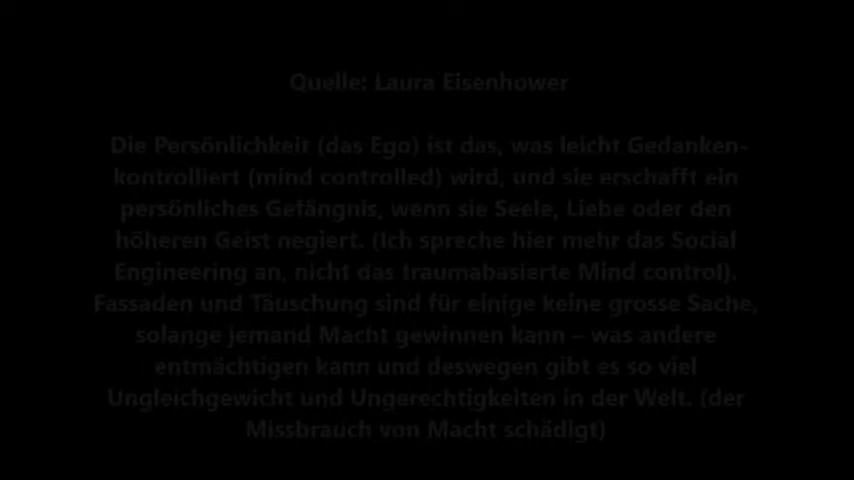 Quelle: Laura Eisenhower
Die Persönlichkeit (das Ego) ist das, was leicht Gedanken-
kontrolliert (mind controlled) wird, und sie erschafft ein
persönliches Gefängnis, wenn sie Seele, Liebe oder den
höheren Geist negiert. (Ich spreche hier mehr das Social
Engineering an, nicht das traumabasierte Mind control).
Fassaden und Täuschung sind für einige keine grosse Sache,
solange jemand Macht gewinnen kann – was andere
entmächtigen kann und deswegen gibt es so viel
Ungleichgewicht und Ungerechtigkeiten in der Welt. (der
Missbrauch von Macht schädigt)